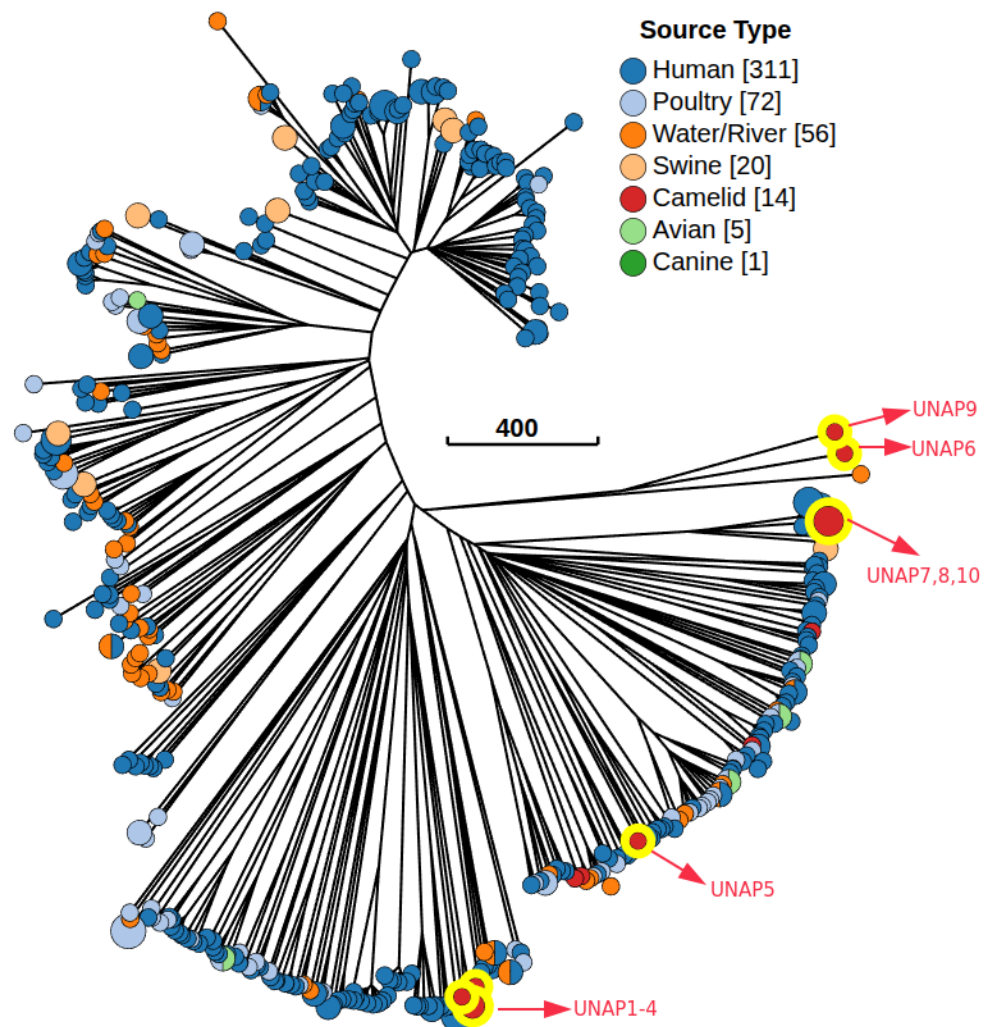 Source Type
Human [311]
Poultry [72]
Water/River [56]
Swine [20]
Camelid [14]
Avian [5]
Canine [1]
UNAP9
400
UNAP6
UNAP7,8,10
UNAP5
UNAP1-4